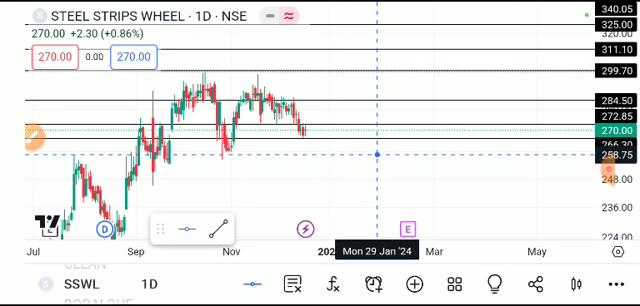 S STEEL STRIPS WHEEL · 1D · NSE
270.00 +2.30 (+0.86%)
270.00 0.00 270.00
340.05
325.00
320.00
311.10
299.70
284.50
272.85
270.00
266.30
258.75
248.00
236.00
224.00
E D E
Jul Sep Nov 202 Mon 29 Jan '24 Mar May
SSWL 1D